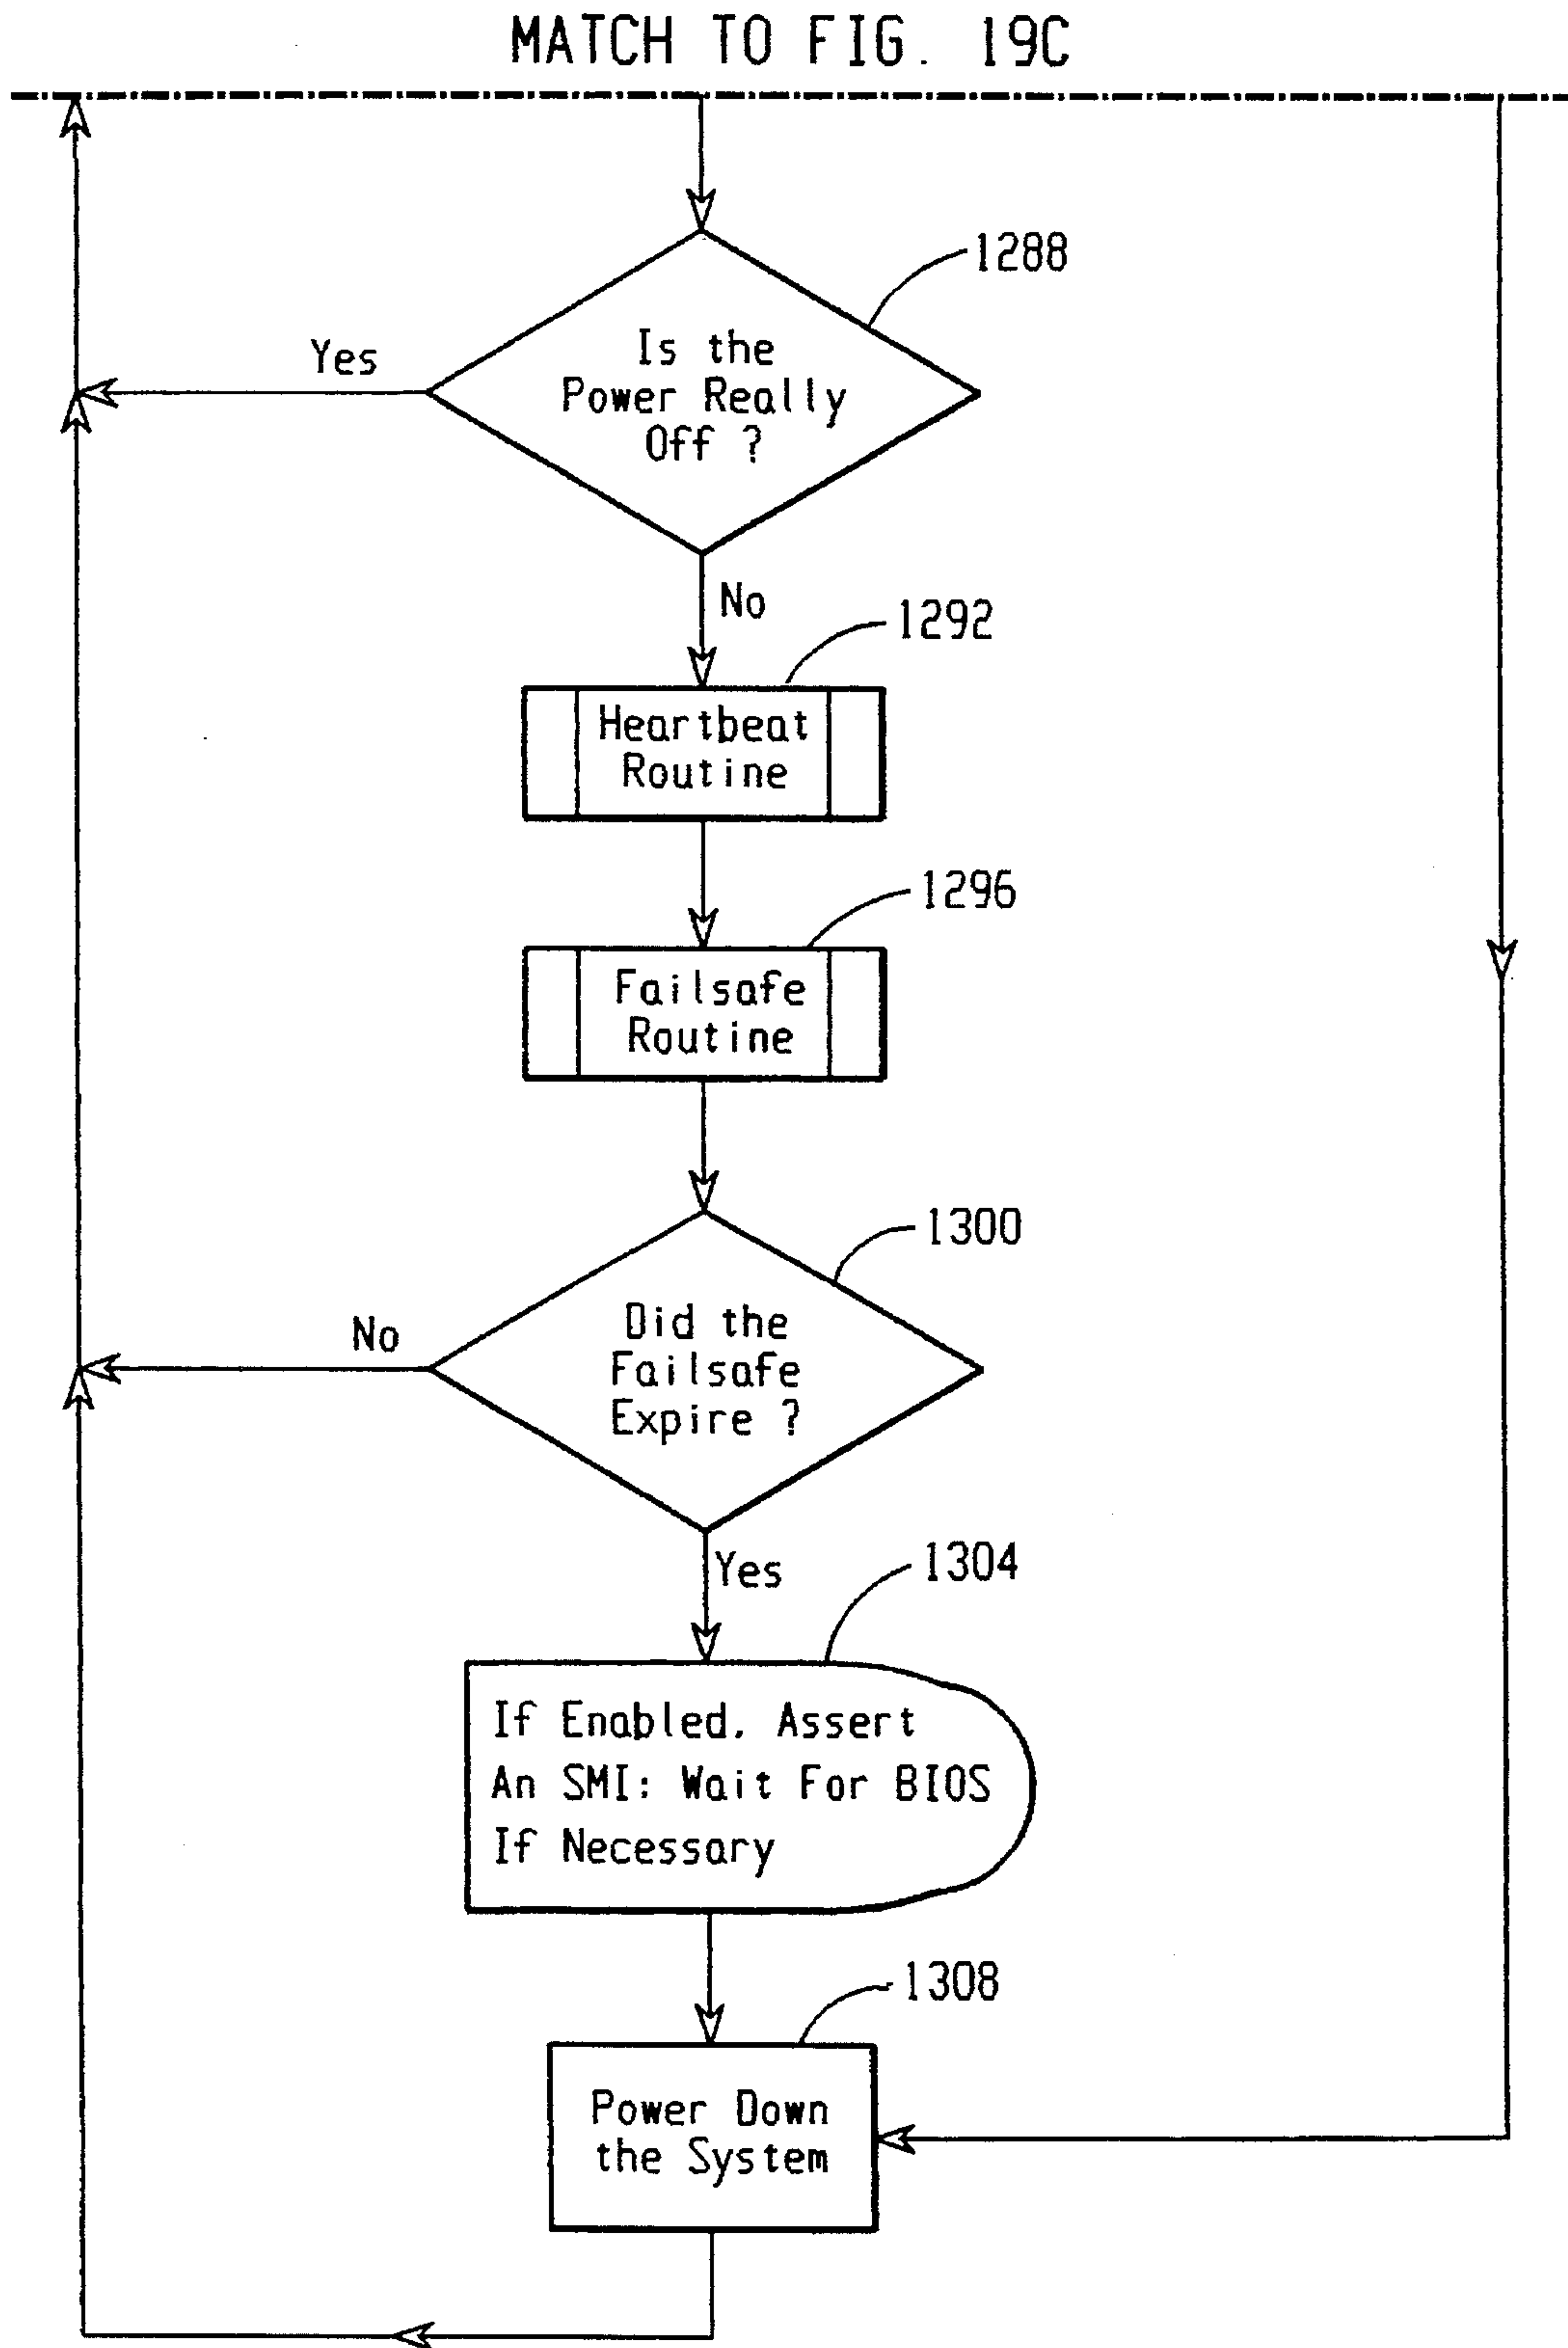 MATCH TO FIG. 19C
1288
Is the
Power Really
Off ?
Yes
No
1292
Heartbeat
Routine
1296
Failsafe
Routine
1300
Did the
Failsafe
Expire ?
No
Yes
1304
If Enabled, Assert
An SMI; Wait For BIOS
If Necessary
1308
Power Down
the System